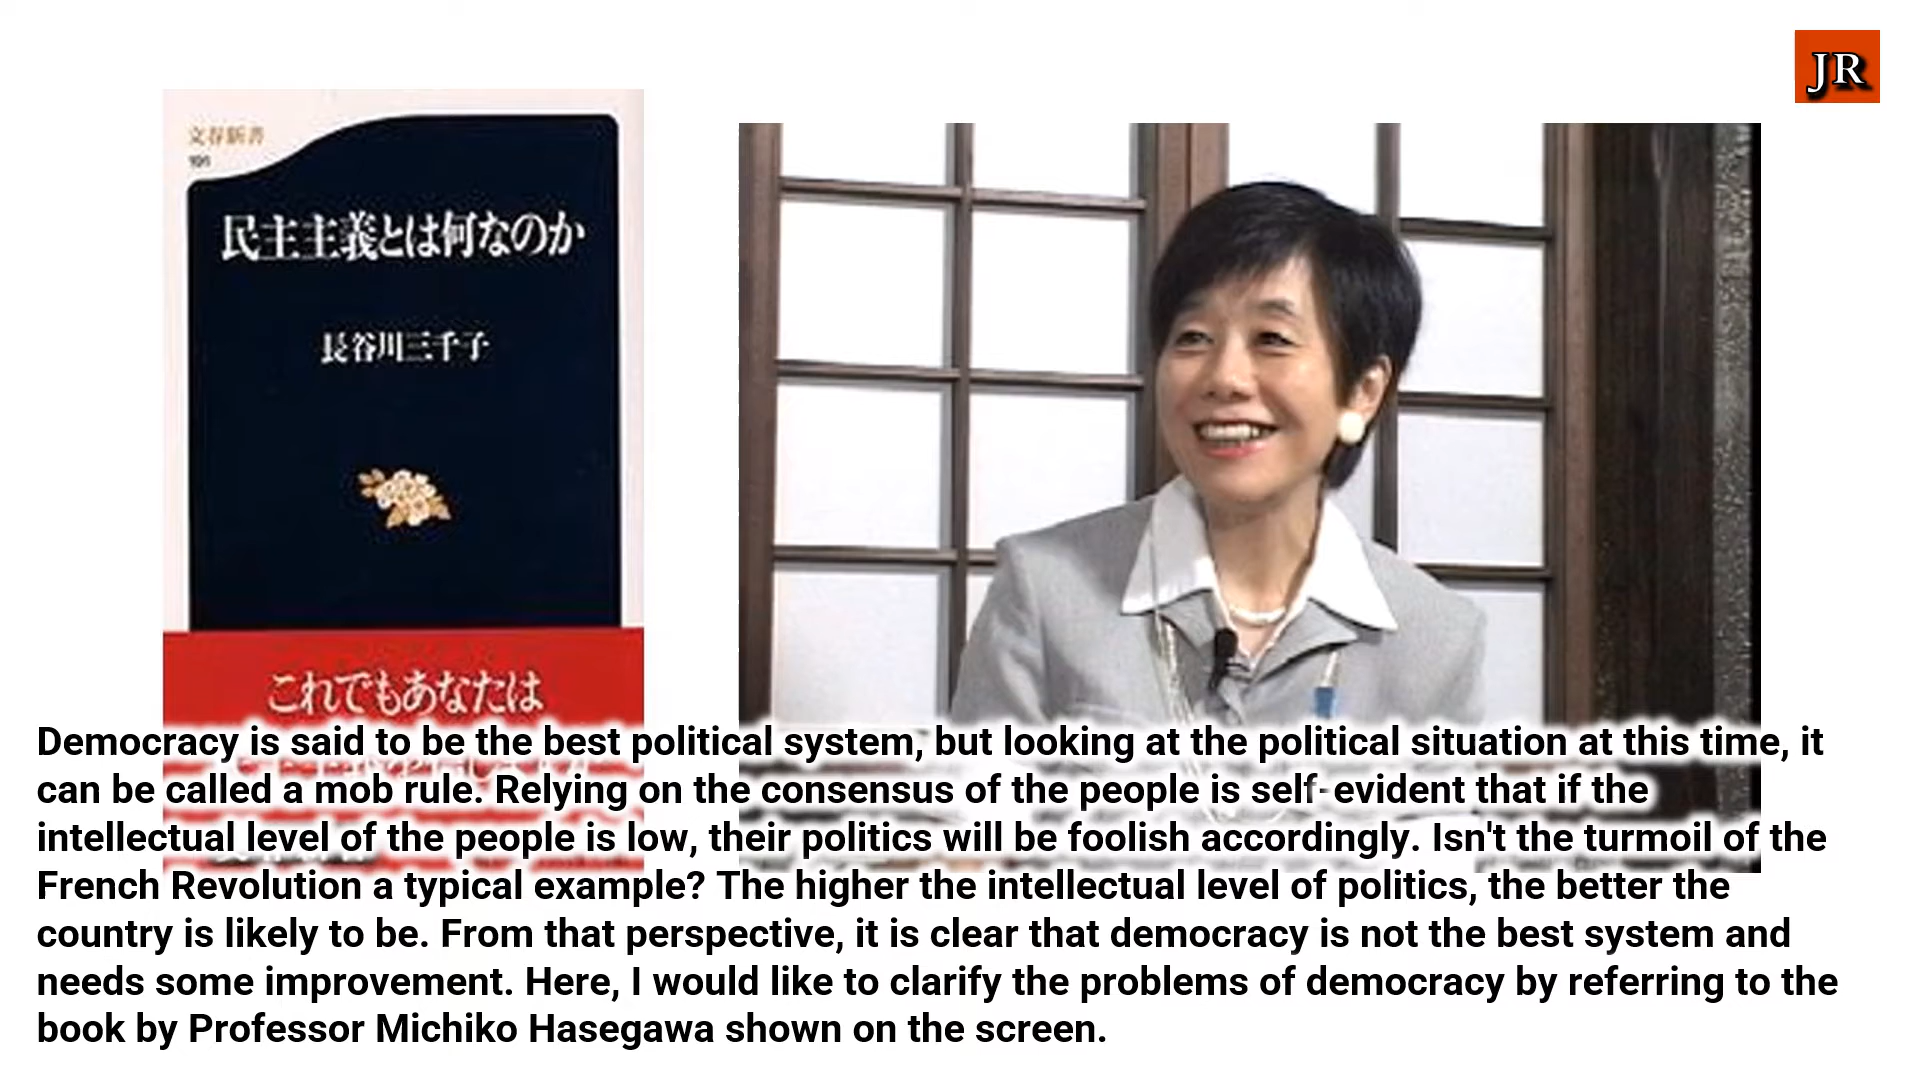 JR
文春新書
191
民主主義とは何なのか
長谷川三千子
これでもあなたは
Democracy is said to be the best political system, but looking at the political situation at this time, it
can be called a mob rule. Relying on the consensus of the people is self-evident that if the
intellectual level of the people is low, their politics will be foolish accordingly. Isn't the turmoil of the
French Revolution a typical example? The higher the intellectual level of politics, the better the
country is likely to be. From that perspective, it is clear that democracy is not the best system and
needs some improvement. Here, I would like to clarify the problems of democracy by referring to the
book by Professor Michiko Hasegawa shown on the screen.